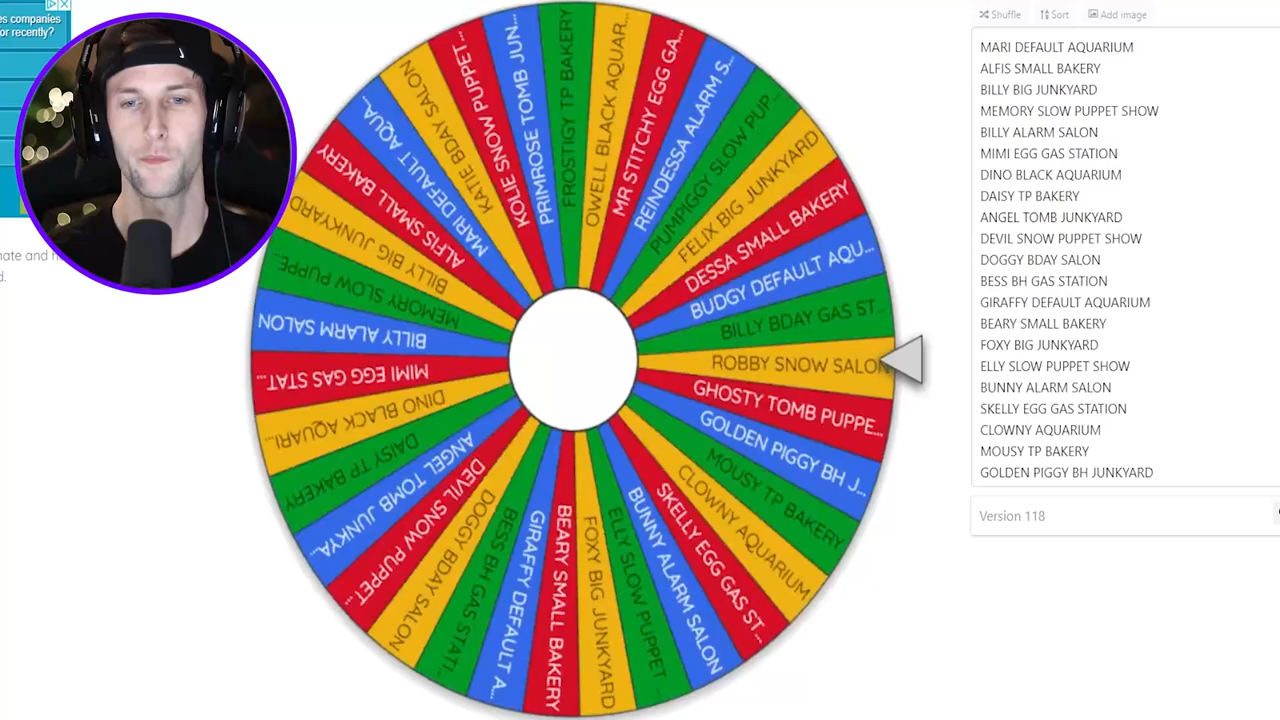 es companies
or recently?
nate and h
d.
KOLIE SNOW PUPPET...
PRIMROSE TOMB JUN...
FROSTIGY TP BAKERY
OWELL BLACK AQUAR...
MR STITCHY EGG GA...
REINDESSA ALARM S...
PUMPIGGY SLOW PUP...
FELIX BIG JUNKYARD
DESSA SMALL BAKERY
BUDGY DEFAULT AQU...
BILLY BDAY GAS ST...
ROBBY SNOW SALON
GHOSTY TOMB PUPPE...
GOLDEN PIGGY BH J...
MOUSY TP BAKERY
CLOWNY AQUARIUM
SKELLY EGG GAS ST...
BUNNY ALARM SALON
ELLY SLOW PUPPET ...
FOXY BIG JUNKYARD
BEARY SMALL BAKERY
GIRAFFY DEFAULT A...
BESS BH GAS STATI...
DOGGY BDAY SALON
DEVIL SNOW PUPPET...
ANGEL TOMB JUNKYA...
DAISY TP BAKERY
DINO BLACK AQUARI...
MIMI EGG GAS STAT...
BILLY ALARM SALON
MEMORY SLOW PUPPE...
BILLY BIG JUNKYARD
ALFIS SMALL BAKERY
MARI DEFAULT AQUA...
KATIE BDAY SALON
Shuffle Sort Add image
MARI DEFAULT AQUARIUM
ALFIS SMALL BAKERY
BILLY BIG JUNKYARD
MEMORY SLOW PUPPET SHOW
BILLY ALARM SALON
MIMI EGG GAS STATION
DINO BLACK AQUARIUM
DAISY TP BAKERY
ANGEL TOMB JUNKYARD
DEVIL SNOW PUPPET SHOW
DOGGY BDAY SALON
BESS BH GAS STATION
GIRAFFY DEFAULT AQUARIUM
BEARY SMALL BAKERY
FOXY BIG JUNKYARD
ELLY SLOW PUPPET SHOW
BUNNY ALARM SALON
SKELLY EGG GAS STATION
CLOWNY AQUARIUM
MOUSY TP BAKERY
GOLDEN PIGGY BH JUNKYARD
Version 118